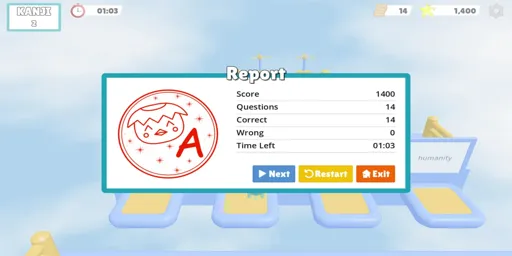 KANJI
2
01:03
14
1,400
Report
Score 1400
Questions 14
Correct 14
Wrong 0
Time Left 01:03
A
Next
Restart
Exit
humanity